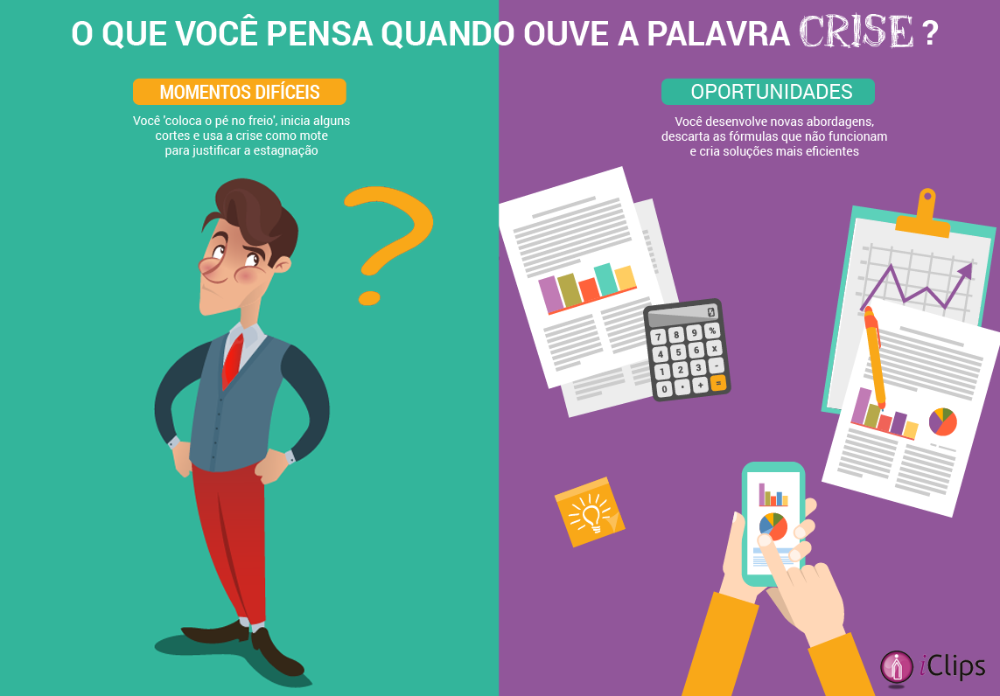 O QUE VOCÊ PENSA QUANDO OUVE A PALAVRA CRISE ?
MOMENTOS DIFÍCEIS
Você 'coloca o pé no freio', inicia alguns
cortes e usa a crise como mote
para justificar a estagnação
OPORTUNIDADES
Você desenvolve novas abordagens,
descarta as fórmulas que não funcionam
e cria soluções mais eficientes
?
0
7 8 9 %
4 5 6 x
1 2 3 -
0 . + =
iClips